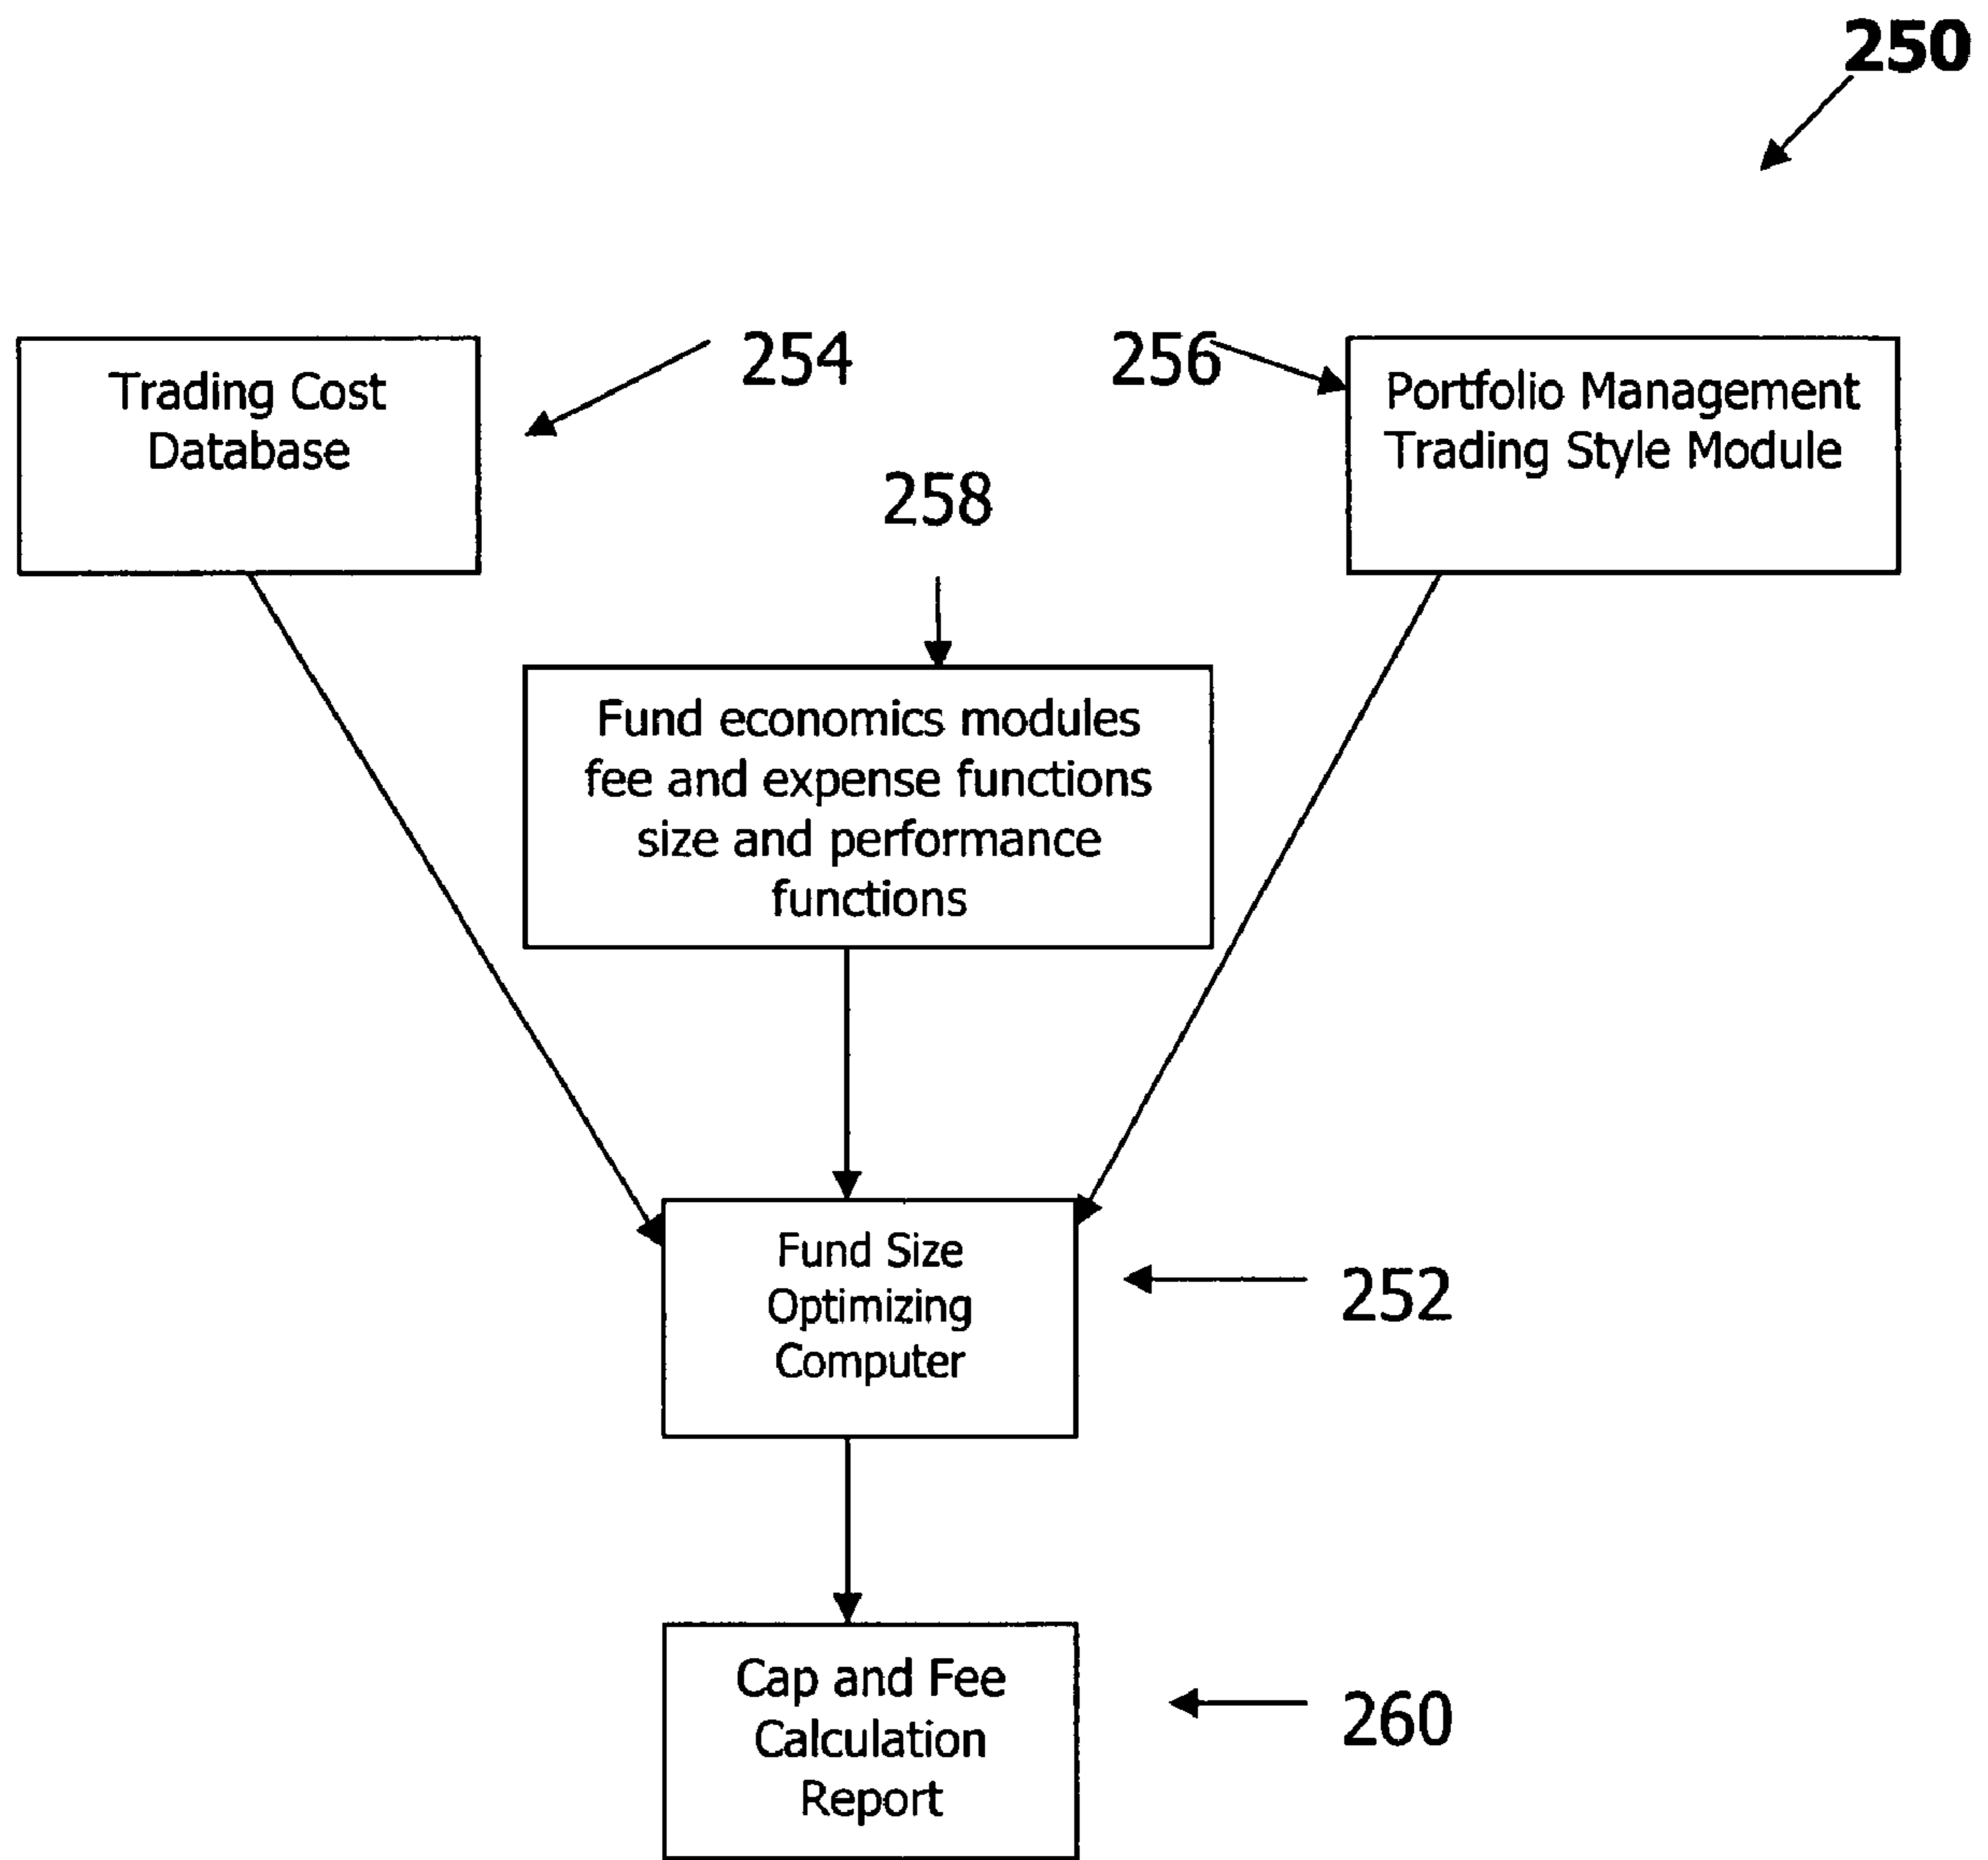 250
Trading Cost
Database
254
256
Portfolio Management
Trading Style Module
258
Fund economics modules
fee and expense functions
size and performance
functions
Fund Size
Optimizing
Computer
252
Cap and Fee
Calculation
Report
260